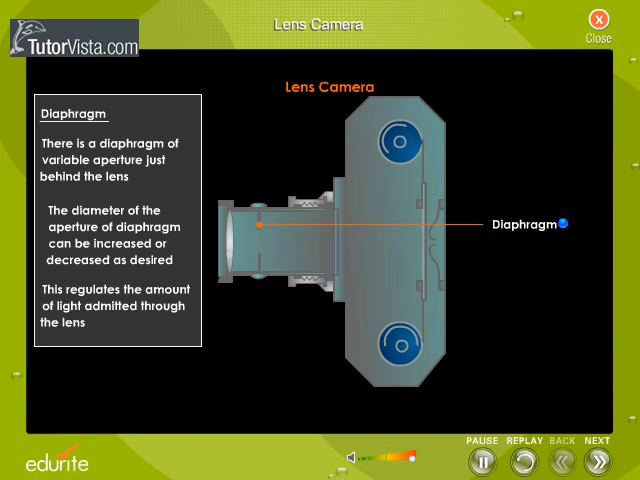 Lens Camera
TutorVista.com
Close
Lens Camera
Diaphragm
There is a diaphragm of
variable aperture just
behind the lens
The diameter of the
aperture of diaphragm
can be increased or
decreased as desired
This regulates the amount
of light admitted through
the lens
Diaphragm
PAUSE REPLAY BACK NEXT
edurite